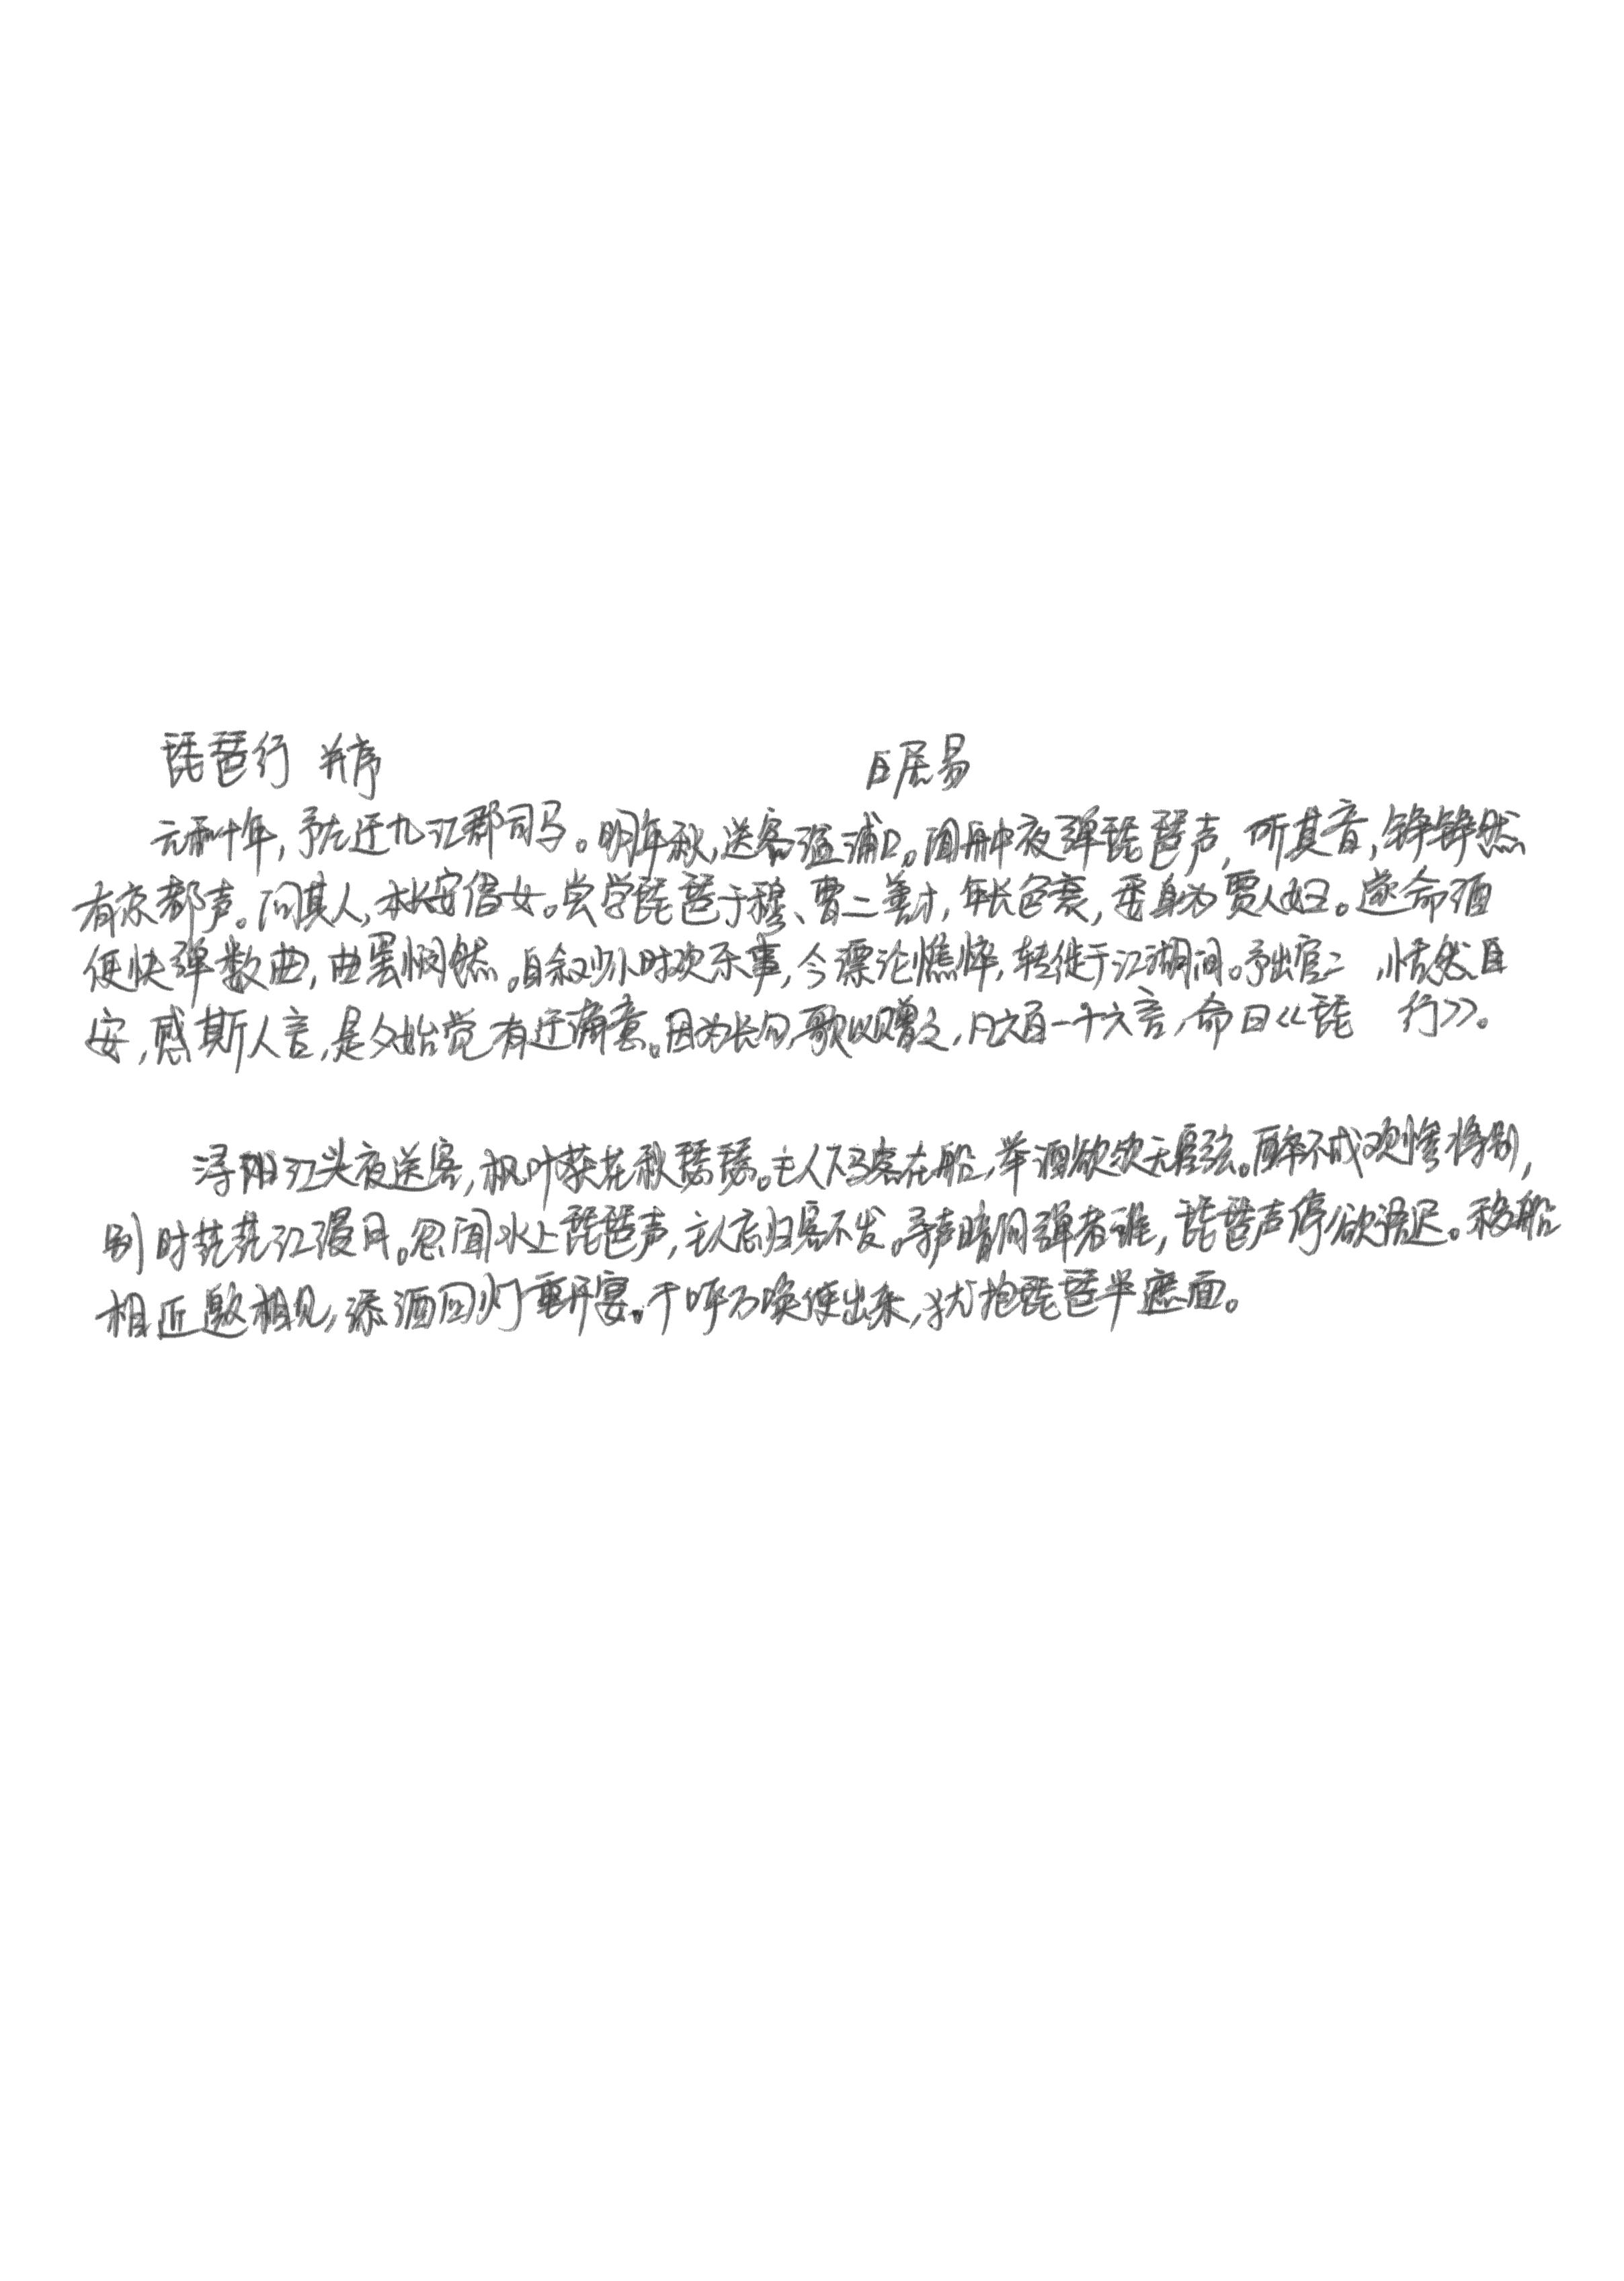 琵琶行 并序 白居易
元和十年，予左迁九江郡司马。明年秋，送客湓浦口。闻舟中夜弹琵琶声，听其音，铮铮然
有京都声。问其人，本长安倡女。尝学琵琶于穆、曹二善才，年长色衰，委身为贾人妇。遂命酒
使快弹数曲，曲罢悯然。自叙少小时欢乐事，今漂沦憔悴，转徙于江湖间。予出官二 ，恬然自
安，感斯人言，是夕始觉有迁谪意。因为长句，歌以赠之，凡六百一十六言，命曰《琵 行》。
浔阳江头夜送客，枫叶荻花秋瑟瑟。主人下马客在船，举酒欲饮无管弦。醉不成欢惨将别，
别时茫茫江浸月。忽闻水上琵琶声，主人忘归客不发。寻声暗问弹者谁，琵琶声停欲语迟。移船
相近邀相见，添酒回灯重开宴。千呼万唤使出来，犹抱琵琶半遮面。